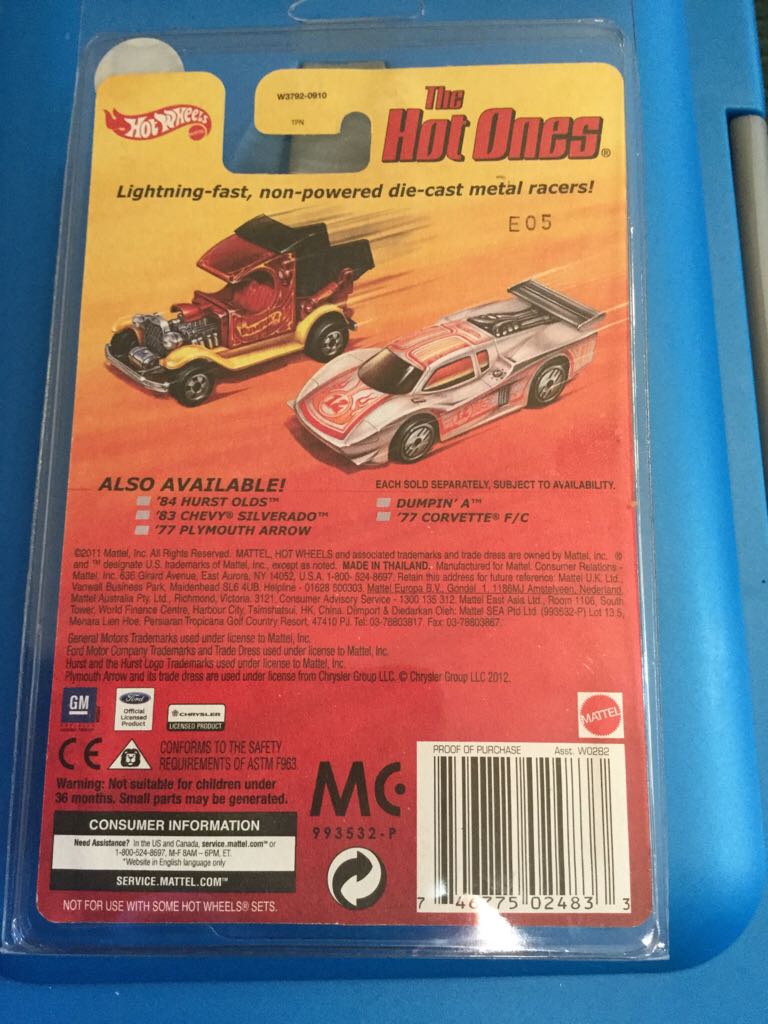 W3792-0910
TPN
HOT WHEELS
The
Hot Ones®
Lightning-fast, non-powered die-cast metal racers!
E05
14
ALSO AVAILABLE!
EACH SOLD SEPARATELY, SUBJECT TO AVAILABILITY.
'84 HURST OLDS™
'83 CHEVY® SILVERADO™
'77 PLYMOUTH ARROW
DUMPIN' A™
'77 CORVETTE® F/C
©2011 Mattel, Inc. All Rights Reserved. MATTEL, HOT WHEELS and associated trademarks and trade dress are owned by Mattel, Inc. ®
and ™ designate U.S. trademarks of Mattel, Inc., except as noted. MADE IN THAILAND. Manufactured for Mattel. Consumer Relations -
Mattel, Inc. 636 Girard Avenue, East Aurora, NY 14052, U.S.A. 1-800- 524-8697. Retain this address for future reference: Mattel U.K. Ltd.,
Vanwall Business Park, Maidenhead SL6 4UB. Helpline - 01628 500303. Mattel Europa B.V., Gondel 1, 1186MJ Amstelveen, Nederland.
Mattel Australia Pty. Ltd., Richmond, Victoria. 3121. Consumer Advisory Service - 1300 135 312. Mattel East Asia Ltd., Room 1106, South
Tower, World Finance Centre, Harbour City, Tsimshatsui, HK, China. Diimport & Diedarkan Oleh: Mattel SEA Ptd Ltd. (993532-P) Lot 13.5,
Menara Lien Hoe, Persiaran Tropicana Golf Country Resort, 47410 PJ. Tel: 03-78803817. Fax: 03-78803867.
General Motors Trademarks used under license to Mattel, Inc.
Ford Motor Company Trademarks and Trade Dress used under license to Mattel, Inc.
Hurst and the Hurst Logo Trademarks used under license to Mattel, Inc.
Plymouth Arrow and its trade dress are used under license from Chrysler Group LLC. © Chrysler Group LLC 2012.
GM
Ford
Official
Licensed
Product
CHRYSLER
LICENSED PRODUCT
MATTEL
CE
CONFORMS TO THE SAFETY
REQUIREMENTS OF ASTM F963.
Warning: Not suitable for children under
36 months. Small parts may be generated.
CONSUMER INFORMATION
Need Assistance? In the US and Canada, service.mattel.com™ or
1-800-524-8697, M-F 8AM – 6PM, ET.
*Website in English language only
SERVICE.MATTEL.COM™
NOT FOR USE WITH SOME HOT WHEELS® SETS.
MC
993532-P
PROOF OF PURCHASE Asst. W0282
7 46775 02483 3